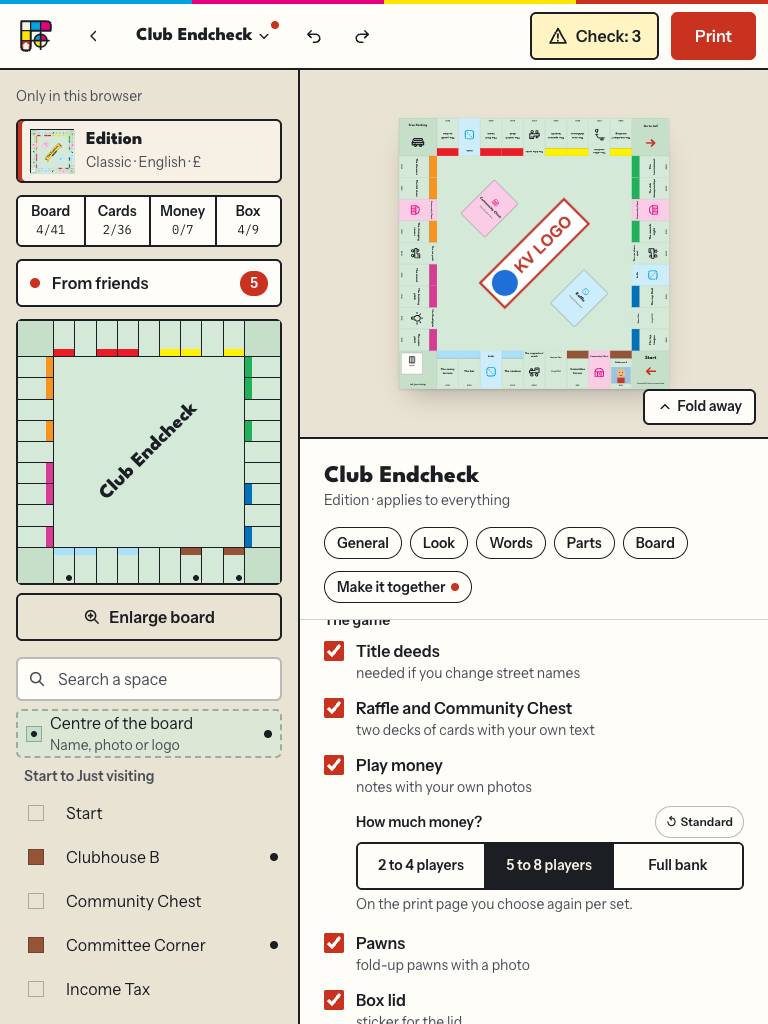 Club Endcheck
Check: 3
Print
Only in this browser
Edition
Classic · English · £
Board
4/41
Cards
2/36
Money
0/7
Box
4/9
From friends
5
Club Endcheck
Enlarge board
Search a space
Centre of the board
Name, photo or logo
Start to Just visiting
Start
Clubhouse B
Community Chest
Committee Corner
Income Tax
KV LOGO
Community Chest
Raffle
Start
Fold away
Club Endcheck
Edition · applies to everything
General
Look
Words
Parts
Board
Make it together
The game
Title deeds
needed if you change street names
Raffle and Community Chest
two decks of cards with your own text
Play money
notes with your own photos
How much money?
Standard
2 to 4 players
5 to 8 players
Full bank
On the print page you choose again per set.
Pawns
fold-up pawns with a photo
Box lid
sticker for the lid